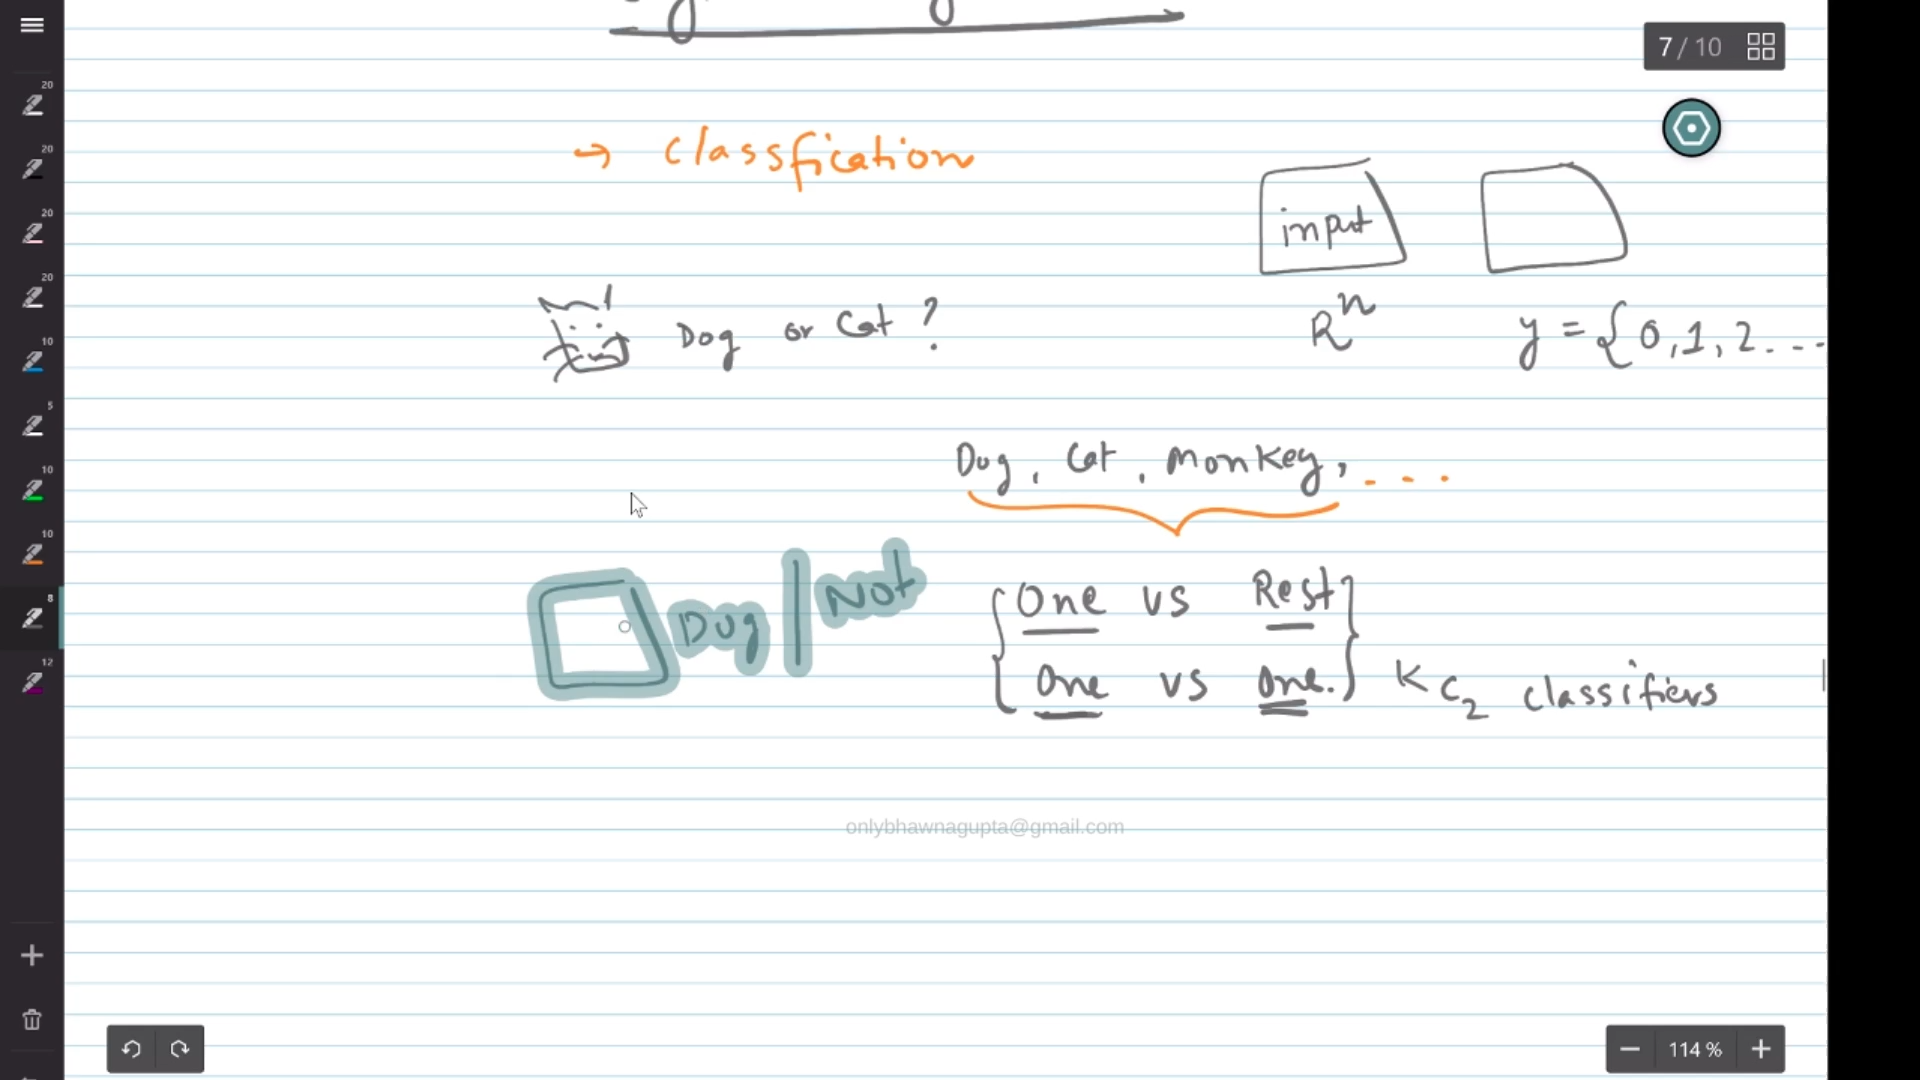 7 / 10
20
→ classfication
20
input
20
20
Dog or Cat ?
R^n
y = { 0, 1, 2 . . .
10
5
Dog, Cat, Monkey, . . .
10
10
8
Dog | Not
{ One vs Rest }
{ One vs One. } K C2 classifiers
12
onlybhawnagupta@gmail.com
114 %